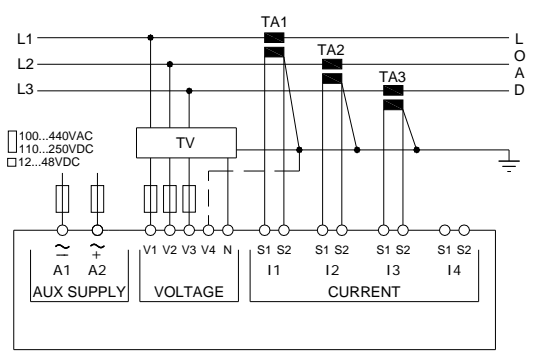 TA1
L1
L
TA2
O
L2
A
TA3
L3
D
100...440VAC
110...250VDC
12...48VDC
TV
V1 V2 V3 V4 N
S1 S2
S1 S2
S1 S2
S1 S2
~
–
~
+
A1 A2
I1
I2
I3
I4
AUX SUPPLY
VOLTAGE
CURRENT